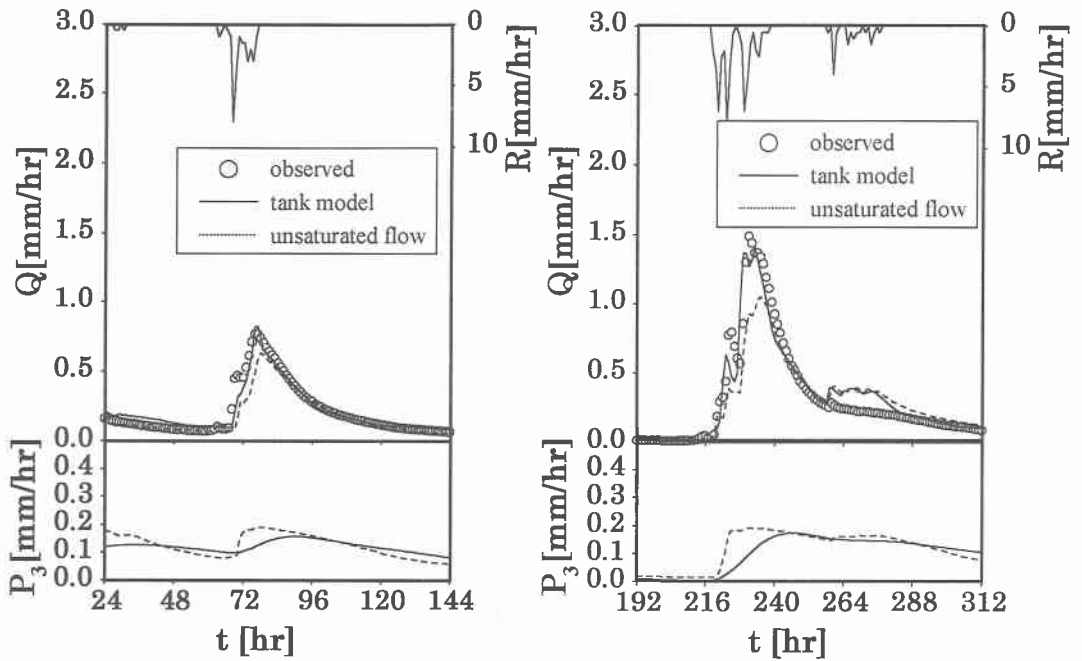 3.0
2.5
2.0
1.5
1.0
0.5
0.0
Q[mm/hr]
0
5
10
R[mm/hr]
observed
tank model
unsaturated flow
0.4
0.3
0.2
0.1
0.0
P3[mm/hr]
24 48 72 96 120 144
t [hr]
3.0
2.5
2.0
1.5
1.0
0.5
0.0
Q[mm/hr]
0
5
10
R[mm/hr]
observed
tank model
unsaturated flow
0.4
0.3
0.2
0.1
0.0
P3[mm/hr]
192 216 240 264 288 312
t [hr]